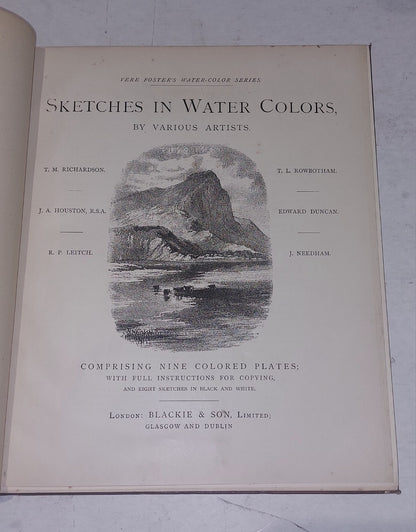 VERE FOSTER'S WATER-COLOR SERIES.
SKETCHES IN WATER COLORS,
BY VARIOUS ARTISTS.
T. M. RICHARDSON.
T. L. ROWBOTHAM.
J. A. HOUSTON, R.S.A.
EDWARD DUNCAN.
R. P. LEITCH.
J. NEEDHAM.
COMPRISING NINE COLORED PLATES;
WITH FULL INSTRUCTIONS FOR COPYING,
AND EIGHT SKETCHES IN BLACK AND WHITE.
LONDON: BLACKIE & SON, LIMITED;
GLASGOW AND DUBLIN